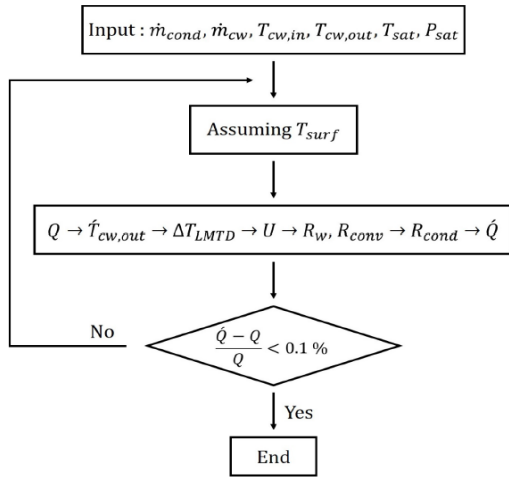 Input : ṁ_cond, ṁ_cw, T_cw,in, T_cw,out, T_sat, P_sat
Assuming T_surf
Q → T́_cw,out → ΔT_LMTD → U → R_w, R_conv → R_cond → Q́
No
(Q́ − Q)/Q < 0.1 %
Yes
End